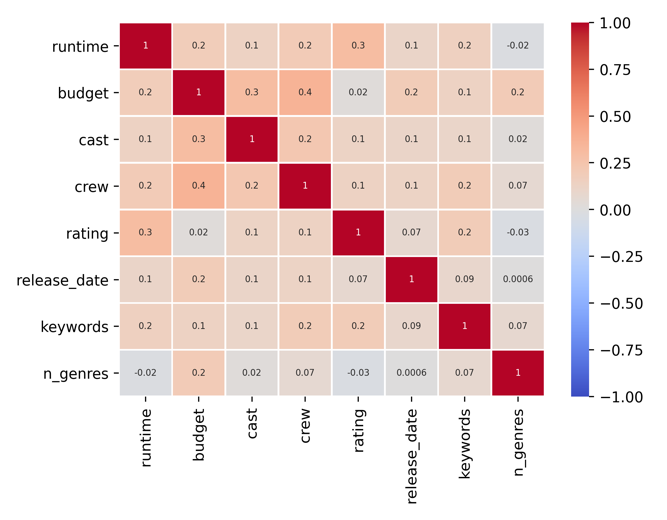 runtime 1 0.2 0.1 0.2 0.3 0.1 0.2 -0.02
budget 0.2 1 0.3 0.4 0.02 0.2 0.1 0.2
cast 0.1 0.3 1 0.2 0.1 0.1 0.1 0.02
crew 0.2 0.4 0.2 1 0.1 0.1 0.2 0.07
rating 0.3 0.02 0.1 0.1 1 0.07 0.2 -0.03
release_date 0.1 0.2 0.1 0.1 0.07 1 0.09 0.0006
keywords 0.2 0.1 0.1 0.2 0.2 0.09 1 0.07
n_genres -0.02 0.2 0.02 0.07 -0.03 0.0006 0.07 1
runtime
budget
cast
crew
rating
release_date
keywords
n_genres
1.00
0.75
0.50
0.25
0.00
−0.25
−0.50
−0.75
−1.00